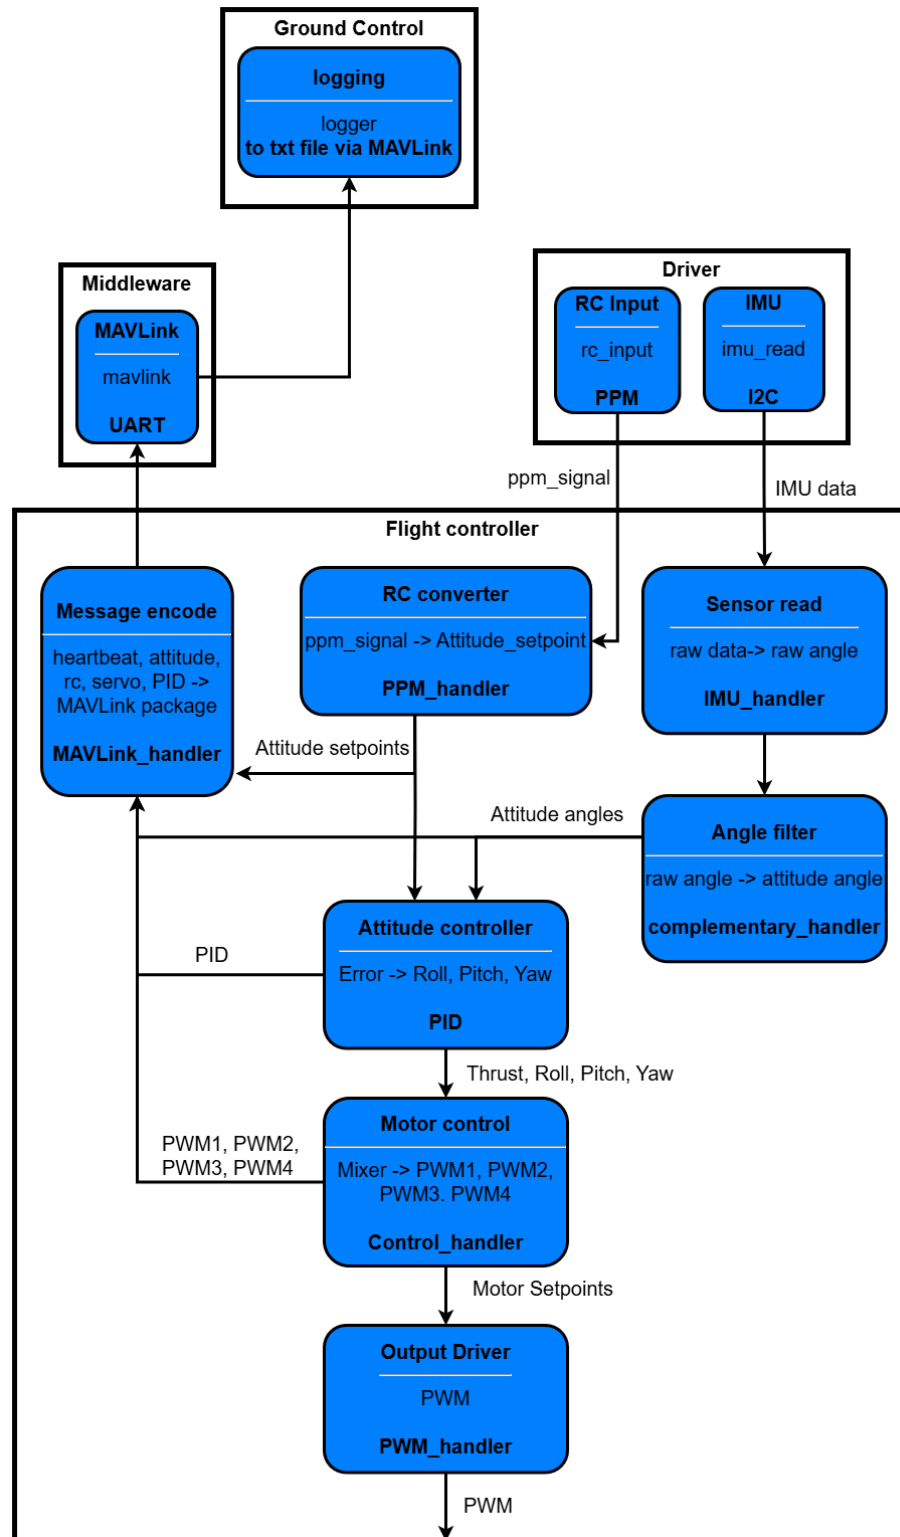 Ground Control
logging
logger
to txt file via MAVLink
Middleware
MAVLink
mavlink
UART
Driver
RC Input
rc_input
PPM
IMU
imu_read
I2C
ppm_signal
IMU data
Flight controller
Message encode
heartbeat, attitude,
rc, servo, PID ->
MAVLink package
MAVLink_handler
RC converter
ppm_signal -> Attitude_setpoint
PPM_handler
Sensor read
raw data-> raw angle
IMU_handler
Attitude setpoints
Attitude angles
Angle filter
raw angle -> attitude angle
complementary_handler
Attitude controller
Error -> Roll, Pitch, Yaw
PID
PID
Thrust, Roll, Pitch, Yaw
Motor control
Mixer -> PWM1, PWM2,
PWM3. PWM4
Control_handler
PWM1, PWM2,
PWM3, PWM4
Motor Setpoints
Output Driver
PWM
PWM_handler
PWM